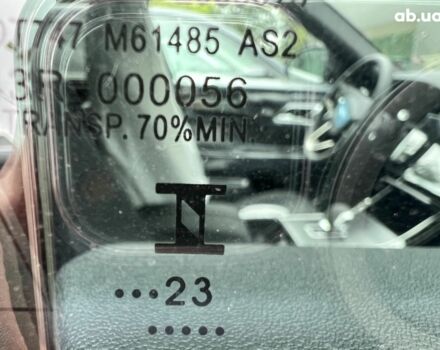 ab.ua
M61485 AS2
000056
TRANSP. 70%MIN.
•••23
•••••